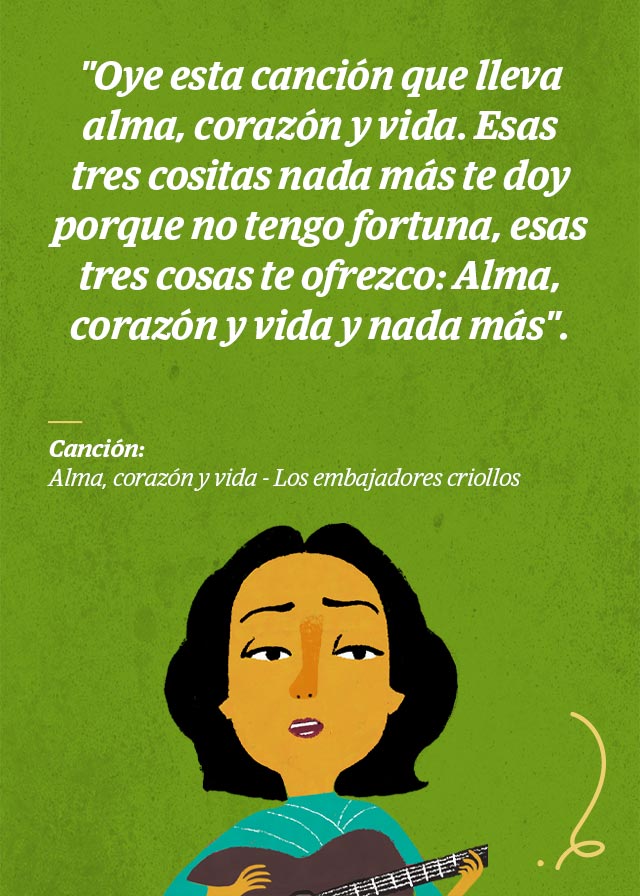 "Oye esta canción que lleva
alma, corazón y vida. Esas
tres cositas nada más te doy
porque no tengo fortuna, esas
tres cosas te ofrezco: Alma,
corazón y vida y nada más".
Canción:
Alma, corazón y vida - Los embajadores criollos